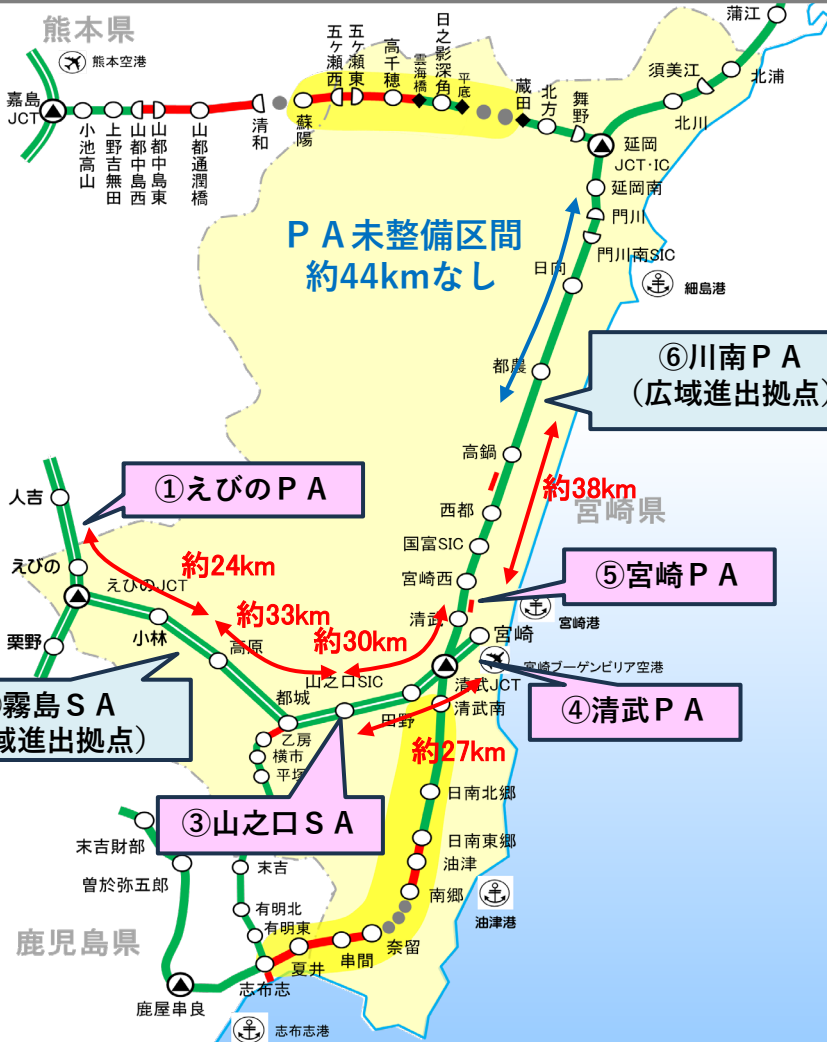 熊本県
熊本空港
嘉島
JCT
小池高山
上野吉無田
山都中島西
山都中島東
山都通潤橋
清和
蘇陽
五ヶ瀬西
五ヶ瀬東
高千穂
雲海橋
日之影深角
平底
蔵田
北方
舞野
延岡
JCT・IC
蒲江
須美江
北浦
北川
延岡南
門川
門川南SIC
日向
細島港
ＰＡ未整備区間
約44kmなし
都農
⑥川南ＰＡ
（広域進出拠点）
高鍋
約38km
西都
宮崎県
国富SIC
宮崎西
⑤宮崎ＰＡ
清武
宮崎
宮崎港
宮崎ブーゲンビリア空港
①えびのＰＡ
人吉
えびの
えびのJCT
約24km
約33km
約30km
栗野
小林
高原
山之口SIC
清武JCT
④清武ＰＡ
霧島ＳＡ
域進出拠点）
都城
田野
清武南
約27km
乙房
横市
平塚
③山之口ＳＡ
日南北郷
末吉財部
末吉
日南東郷
油津
曽於弥五郎
南郷
油津港
有明北
有明東
鹿児島県
奈留
串間
夏井
志布志
鹿屋串良
志布志港